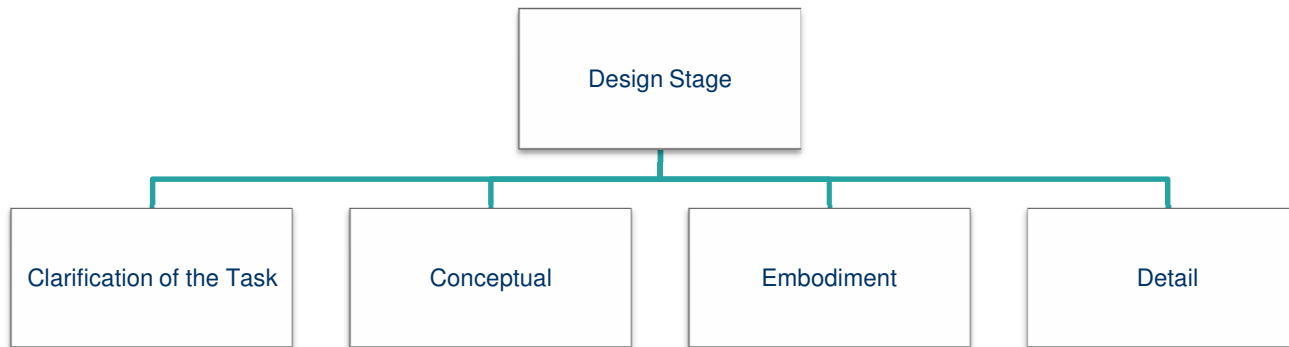 Design Stage
Clarification of the Task
Conceptual
Embodiment
Detail